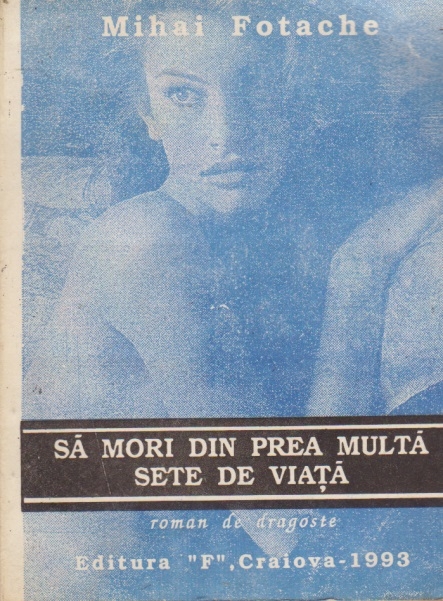 Mihai Fotache
SĂ MORI DIN PREA MULTĂ
SETE DE VIAȚĂ
roman de dragoste
Editura "F",Craiova-1993